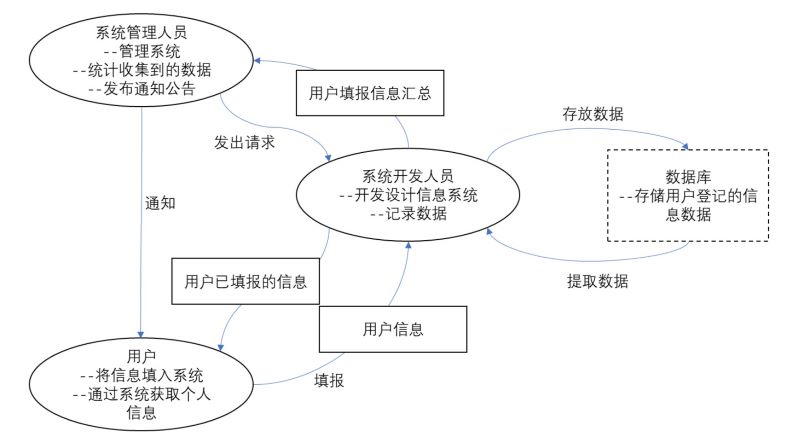 系统管理人员
--管理系统
--统计收集到的数据
--发布通知公告
用户填报信息汇总
发出请求
存放数据
系统开发人员
--开发设计信息系统
--记录数据
数据库
--存储用户登记的信
息数据
通知
用户已填报的信息
提取数据
用户信息
用户
--将信息填入系统
--通过系统获取个人
信息
填报